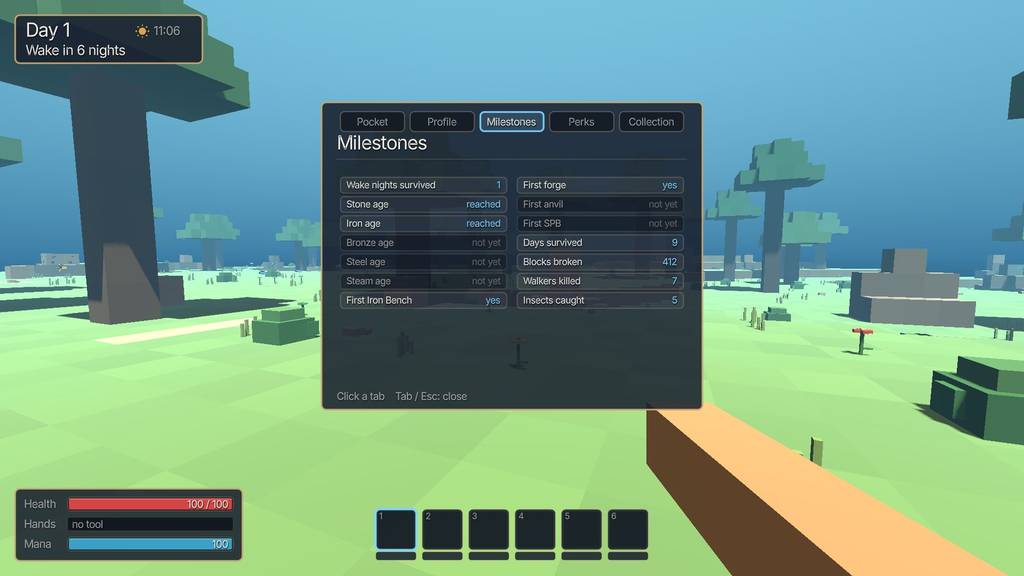 Day 1 11:06
Wake in 6 nights
Pocket Profile Milestones Perks Collection
Milestones
Wake nights survived 1
Stone age reached
Iron age reached
Bronze age not yet
Steel age not yet
Steam age not yet
First Iron Bench yes
First forge yes
First anvil not yet
First SPB not yet
Days survived 9
Blocks broken 412
Walkers killed 7
Insects caught 5
Click a tab Tab / Esc: close
Health 100 / 100
Hands no tool
Mana 100
1 2 3 4 5 6